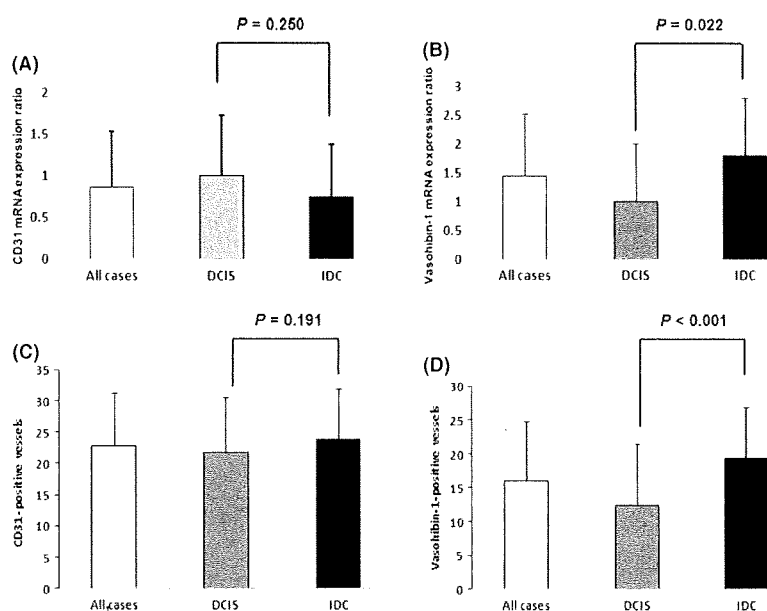 P = 0.250
(A)
CD31 mRNA expression ratio
2
1.5
1
0.5
0
All cases DCIS IDC
P = 0.022
(B)
Vasohibin-1 mRNA expression ratio
3
2.5
2
1.5
1
0.5
0
All cases DCIS IDC
P = 0.191
(C)
CD31-positive vessels
35
30
25
20
15
10
5
0
All cases DCIS IDC
P < 0.001
(D)
Vasohibin-1-positive vessels
30
25
20
15
10
5
0
All cases DCIS IDC